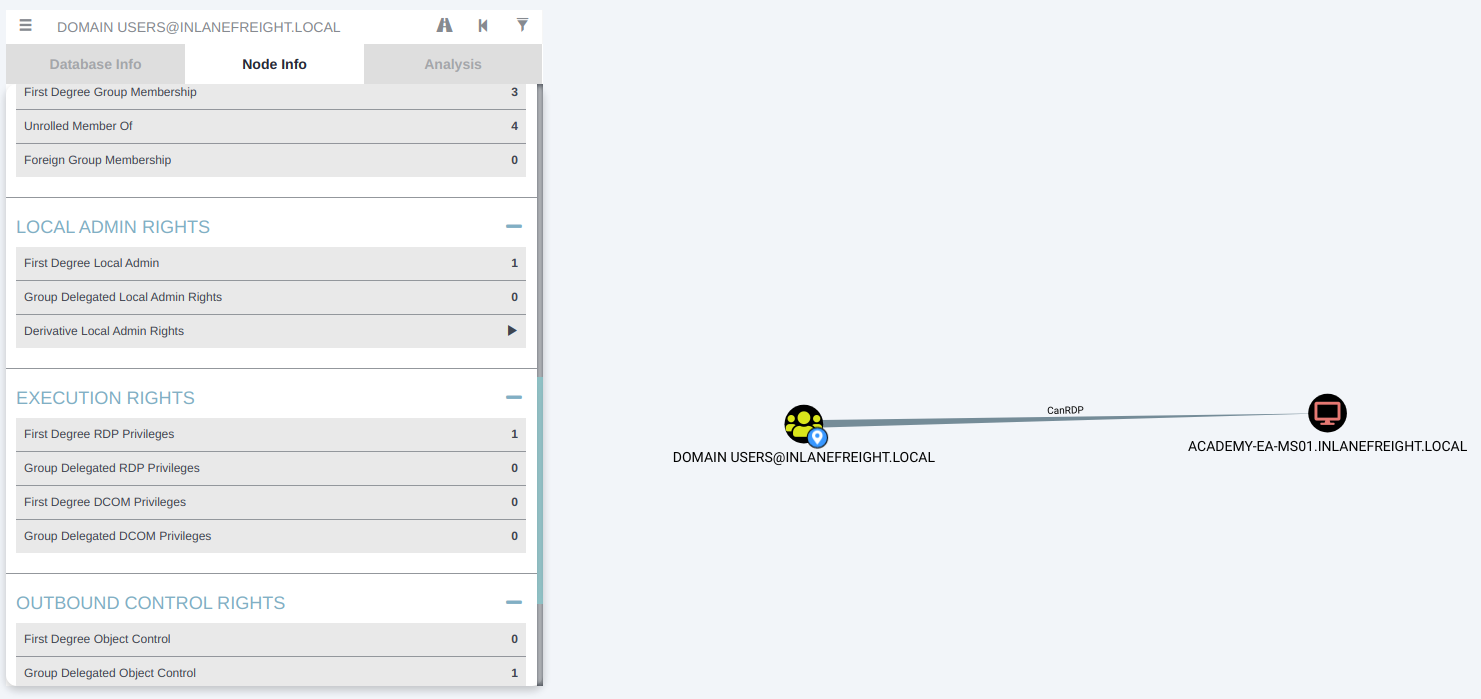 DOMAIN USERS@INLANEFREIGHT.LOCAL
Database Info
Node Info
Analysis
First Degree Group Membership 3
Unrolled Member Of 4
Foreign Group Membership 0
LOCAL ADMIN RIGHTS
First Degree Local Admin 1
Group Delegated Local Admin Rights 0
Derivative Local Admin Rights
EXECUTION RIGHTS
First Degree RDP Privileges 1
Group Delegated RDP Privileges 0
First Degree DCOM Privileges 0
Group Delegated DCOM Privileges 0
OUTBOUND CONTROL RIGHTS
First Degree Object Control 0
Group Delegated Object Control 1
CanRDP
DOMAIN USERS@INLANEFREIGHT.LOCAL
ACADEMY-EA-MS01.INLANEFREIGHT.LOCAL